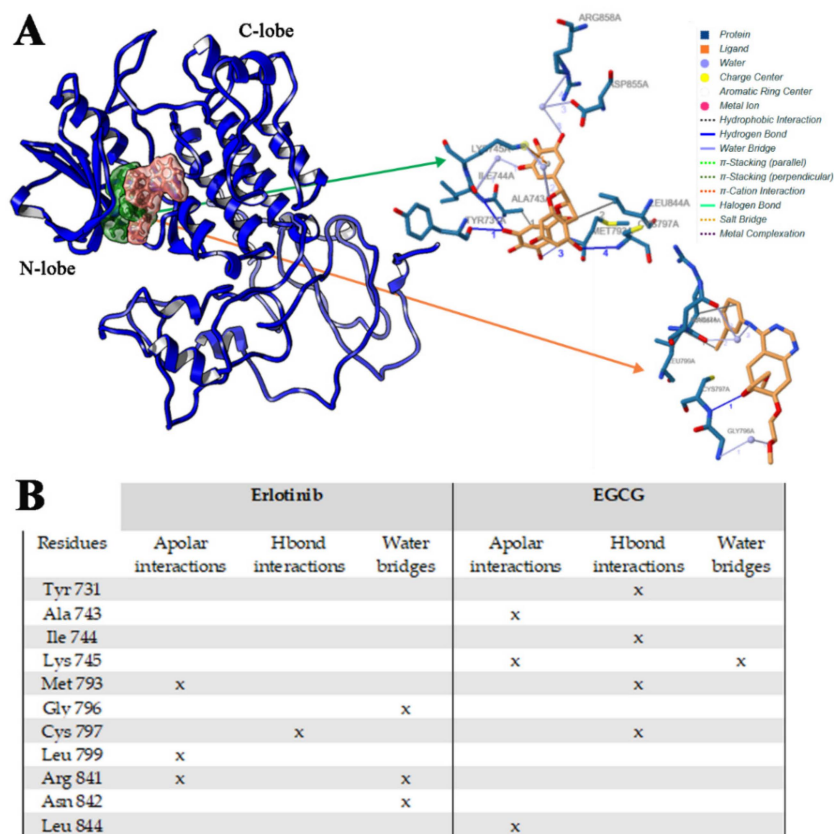 A
C-lobe
N-lobe
ARG858A
ASP855A
LYS745A
ILE744A
ALA743A
TYR731A
LEU844A
MET793A
Protein
Ligand
Water
Charge Center
Aromatic Ring Center
Metal Ion
Hydrophobic Interaction
Hydrogen Bond
Water Bridge
π-Stacking (parallel)
π-Stacking (perpendicular)
π-Cation Interaction
Halogen Bond
Salt Bridge
Metal Complexation
1
3
4
CYS797A
1
GLY796A
B
Erlotinib EGCG
Residues Apolar interactions Hbond interactions Water bridges Apolar interactions Hbond interactions Water bridges
Tyr 731 x
Ala 743 x
Ile 744 x
Lys 745 x x
Met 793 x x
Gly 796 x
Cys 797 x x
Leu 799 x
Arg 841 x x
Asn 842 x
Leu 844 x